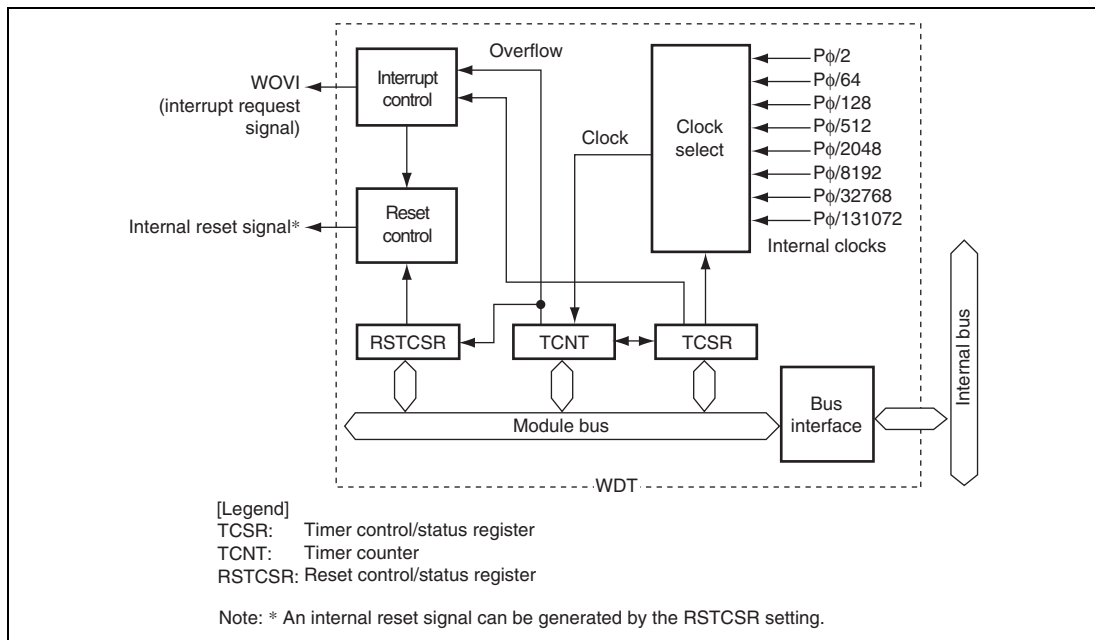 Overflow
WOVI
(interrupt request
signal)
Interrupt
control
Internal reset signal*
Reset
control
Clock
Clock
select
Pϕ/2
Pϕ/64
Pϕ/128
Pϕ/512
Pϕ/2048
Pϕ/8192
Pϕ/32768
Pϕ/131072
Internal clocks
RSTCSR
TCNT
TCSR
Module bus
Bus
interface
Internal bus
WDT
[Legend]
TCSR: Timer control/status register
TCNT: Timer counter
RSTCSR: Reset control/status register
Note: * An internal reset signal can be generated by the RSTCSR setting.